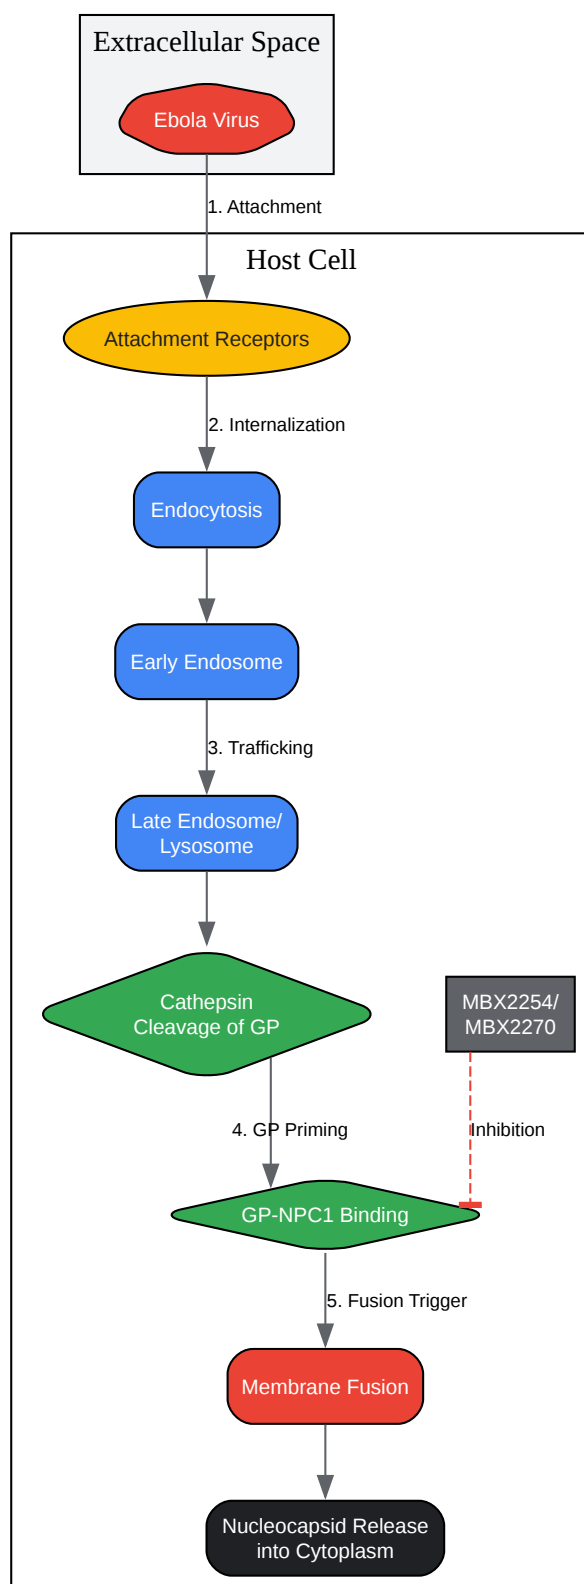 Extracellular Space
Ebola Virus
1. Attachment
Host Cell
Attachment Receptors
2. Internalization
Endocytosis
Early Endosome
3. Trafficking
Late Endosome/
Lysosome
Cathepsin
Cleavage of GP
MBX2254/
MBX2270
4. GP Priming
Inhibition
GP-NPC1 Binding
5. Fusion Trigger
Membrane Fusion
Nucleocapsid Release
into Cytoplasm